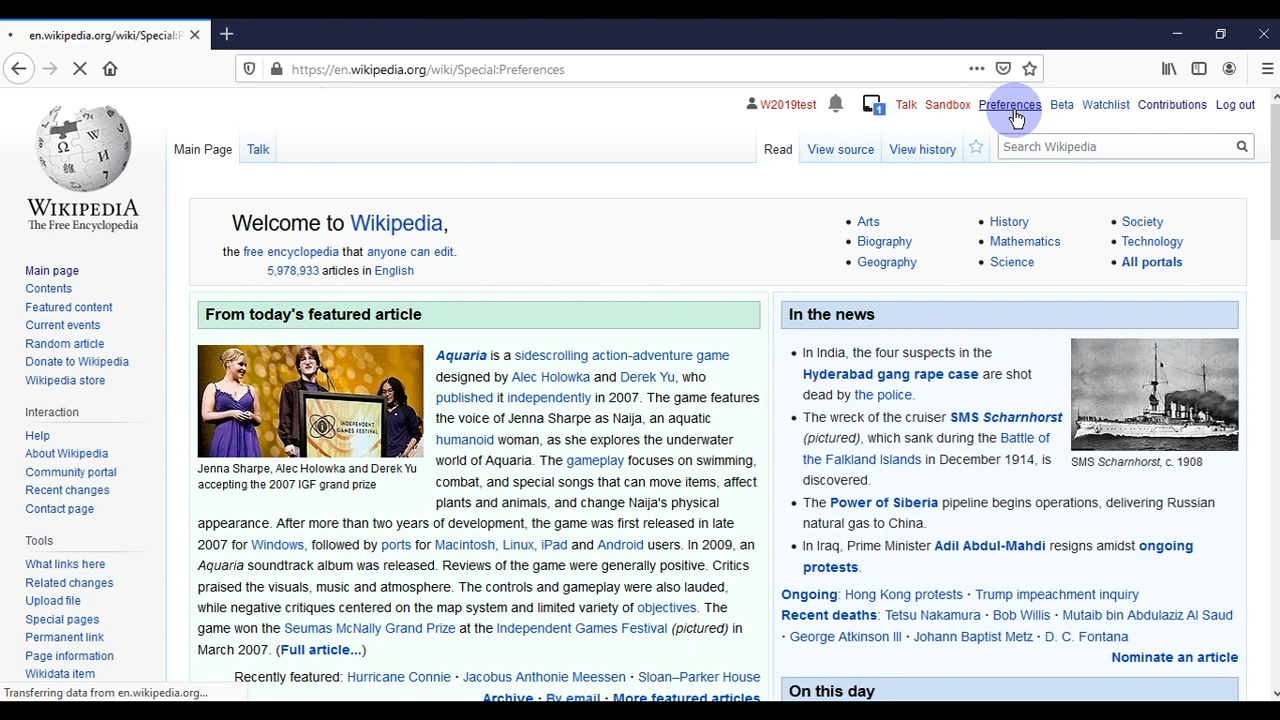 en.wikipedia.org/wiki/Special:P
https://en.wikipedia.org/wiki/Special:Preferences
W2019test 1 Talk Sandbox Preferences Beta Watchlist Contributions Log out
Main Page Talk Read View source View history Search Wikipedia
WIKIPEDIA
The Free Encyclopedia
Main page
Contents
Featured content
Current events
Random article
Donate to Wikipedia
Wikipedia store
Interaction
Help
About Wikipedia
Community portal
Recent changes
Contact page
Tools
What links here
Related changes
Upload file
Special pages
Permanent link
Page information
Wikidata item
Transferring data from en.wikipedia.org...
Welcome to Wikipedia,
the free encyclopedia that anyone can edit.
5,978,933 articles in English
• Arts
• Biography
• Geography
• History
• Mathematics
• Science
• Society
• Technology
• All portals
From today's featured article
Jenna Sharpe, Alec Holowka and Derek Yu
accepting the 2007 IGF grand prize
INDEPENDENT
GAMES FESTIVAL
Aquaria is a sidescrolling action-adventure game
designed by Alec Holowka and Derek Yu, who
published it independently in 2007. The game features
the voice of Jenna Sharpe as Naija, an aquatic
humanoid woman, as she explores the underwater
world of Aquaria. The gameplay focuses on swimming,
combat, and special songs that can move items, affect
plants and animals, and change Naija's physical
appearance. After more than two years of development, the game was first released in late
2007 for Windows, followed by ports for Macintosh, Linux, iPad and Android users. In 2009, an
Aquaria soundtrack album was released. Reviews of the game were generally positive. Critics
praised the visuals, music and atmosphere. The controls and gameplay were also lauded,
while negative critiques centered on the map system and limited variety of objectives. The
game won the Seumas McNally Grand Prize at the Independent Games Festival (pictured) in
March 2007. (Full article...)
Recently featured: Hurricane Connie · Jacobus Anthonie Meessen · Sloan–Parker House
Archive · By email · More featured articles
In the news
• In India, the four suspects in the
Hyderabad gang rape case are shot
dead by the police.
• The wreck of the cruiser SMS Scharnhorst
(pictured), which sank during the Battle of
the Falkland Islands in December 1914, is
discovered.
SMS Scharnhorst, c. 1908
• The Power of Siberia pipeline begins operations, delivering Russian
natural gas to China.
• In Iraq, Prime Minister Adil Abdul-Mahdi resigns amidst ongoing
protests.
Ongoing: Hong Kong protests · Trump impeachment inquiry
Recent deaths: Tetsu Nakamura · Bob Willis · Mutaib bin Abdulaziz Al Saud
· George Atkinson III · Johann Baptist Metz · D. C. Fontana
Nominate an article
On this day